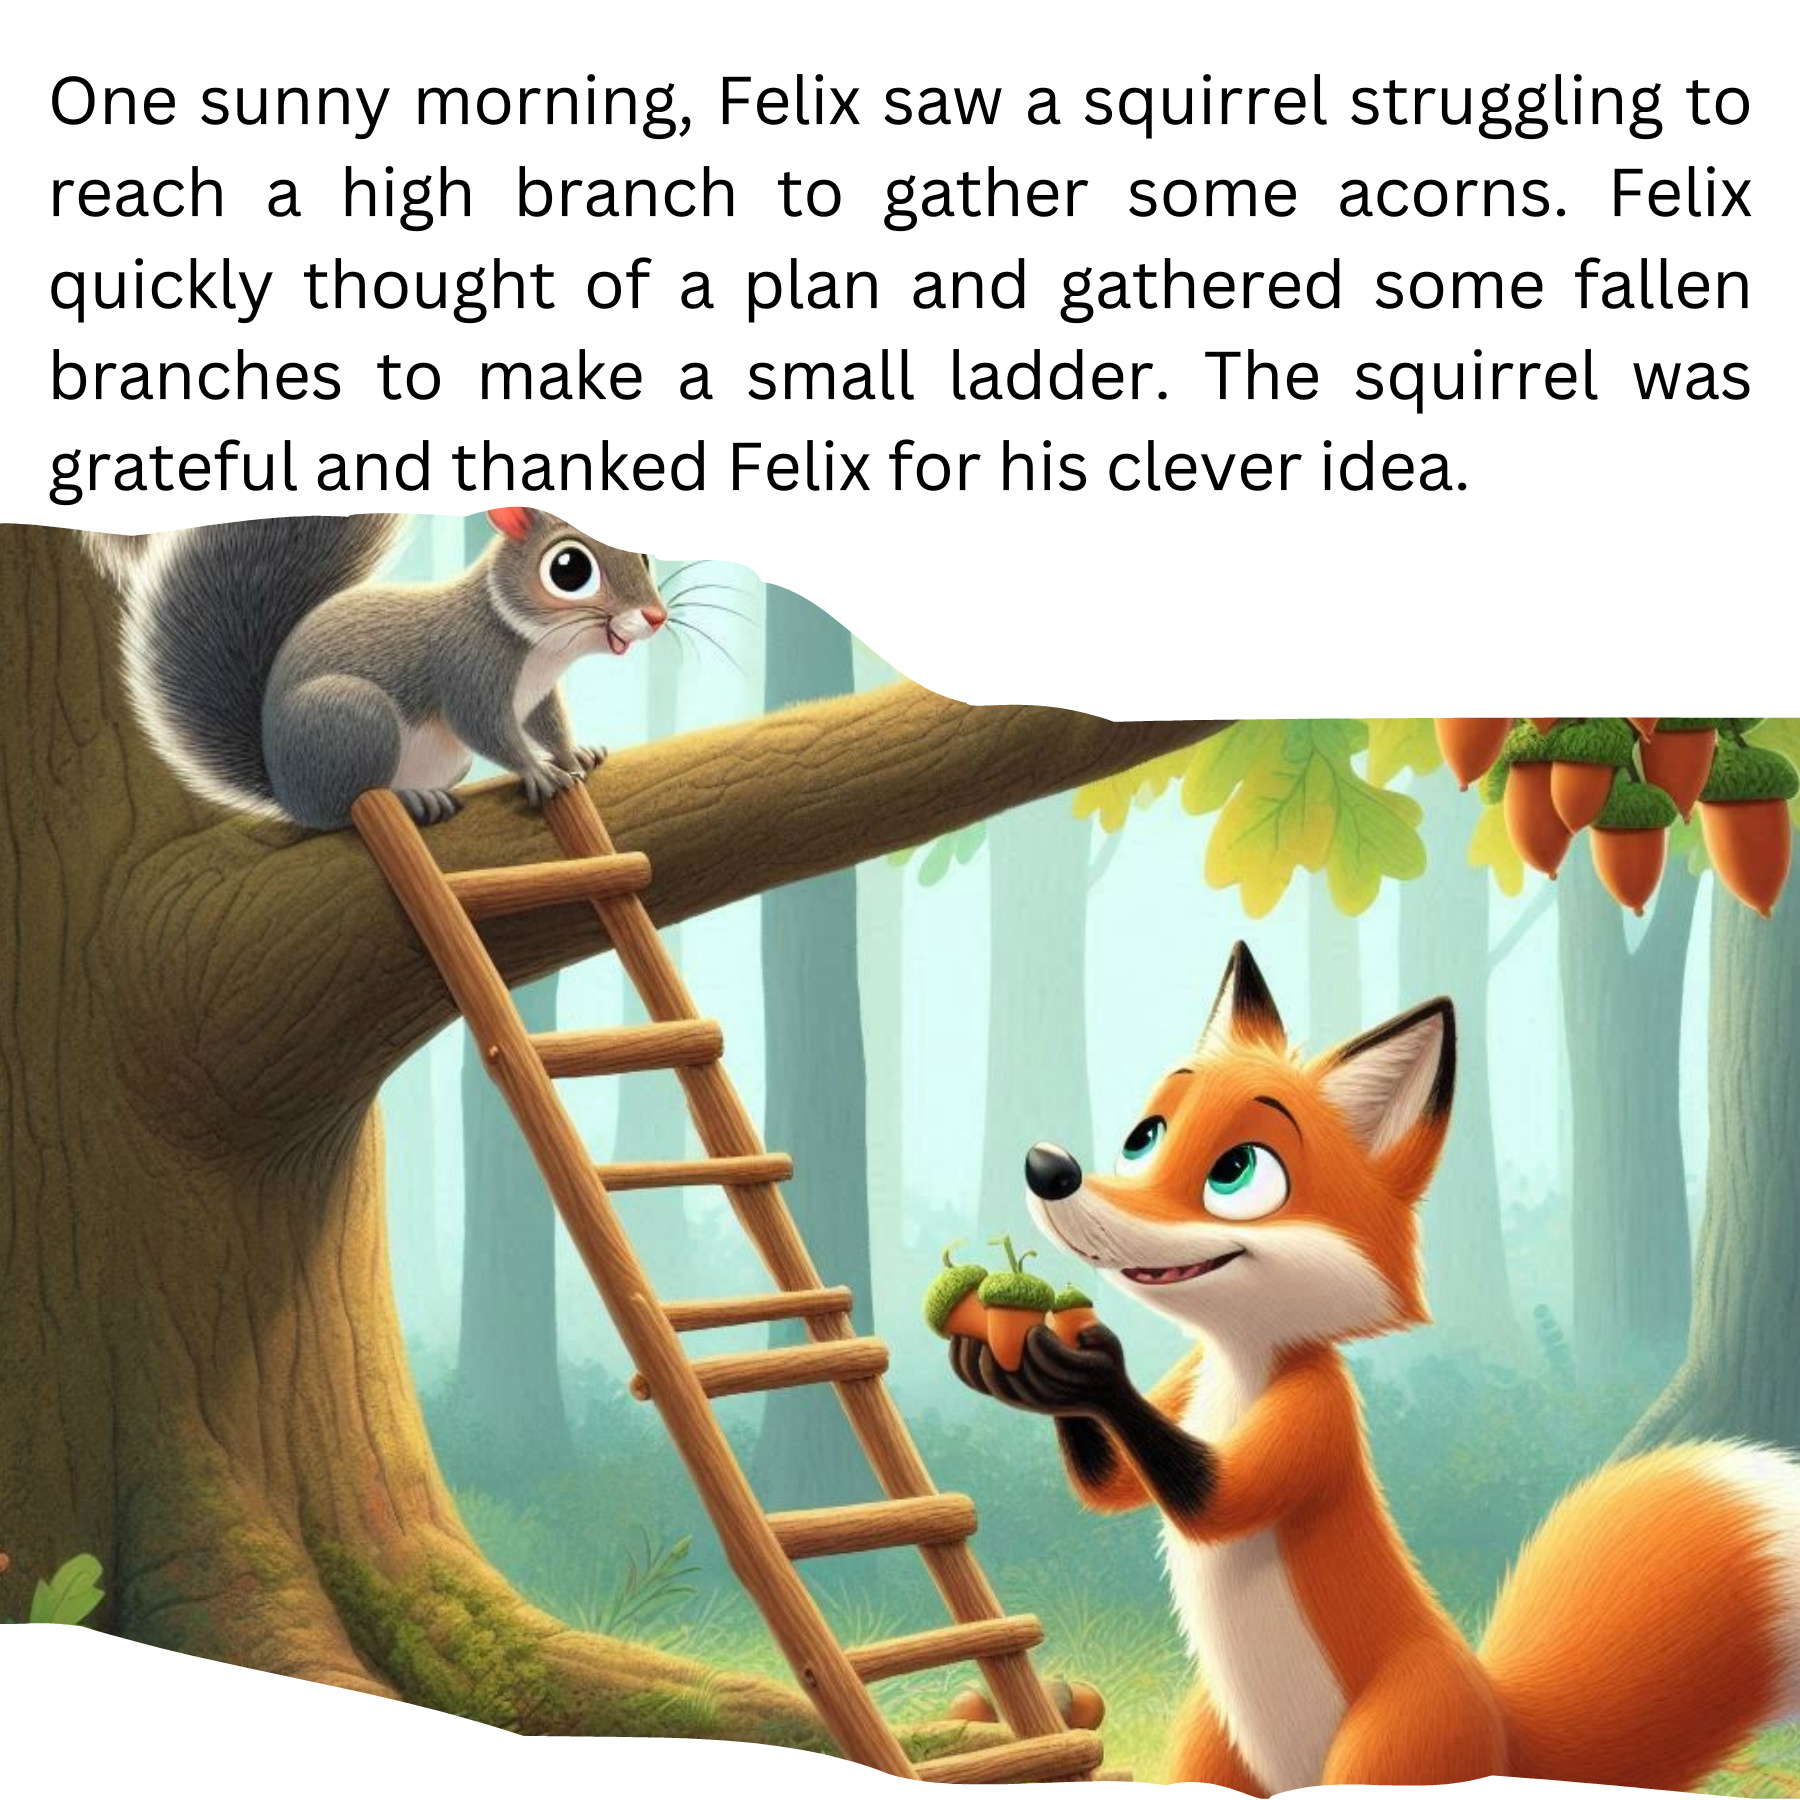 One sunny morning, Felix saw a squirrel struggling to
reach a high branch to gather some acorns. Felix
quickly thought of a plan and gathered some fallen
branches to make a small ladder. The squirrel was
grateful and thanked Felix for his clever idea.